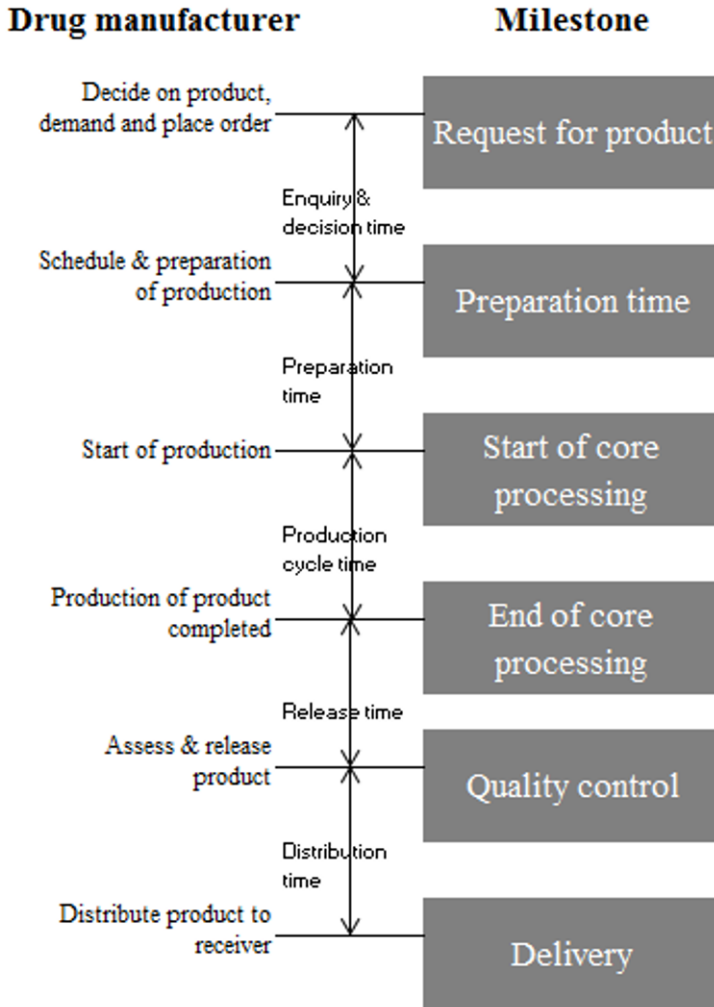 Drug manufacturer
Milestone
Decide on product,
demand and place order
Request for product
Enquiry &
decision time
Schedule & preparation
of production
Preparation time
Preparation
time
Start of production
Start of core
processing
Production
cycle time
Production of product
completed
End of core
processing
Release time
Assess & release
product
Quality control
Distribution
time
Distribute product to
receiver
Delivery